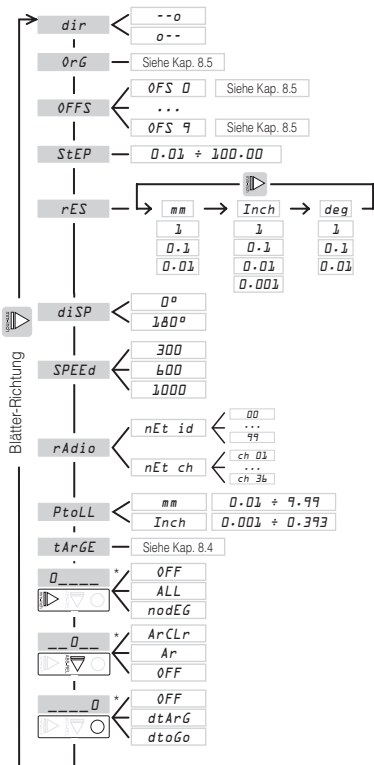 dir
--o
o--
OrG
Siehe Kap. 8.5
OFFS
OFS 0 Siehe Kap. 8.5
...
OFS 9 Siehe Kap. 8.5
StEP
0.01 ÷ 100.00
rES
mm Inch deg
1 1 1
0.1 0.1 0.1
0.01 0.01 0.01
0.001
diSP
0º
180º
Blätter-Richtung
SPEEd
300
600
1000
rAdio
nEt id
00
...
99
nEt ch
ch 01
...
ch 36
PtoLL
mm 0.01 ÷ 9.99
Inch 0.001 ÷ 0.393
tArGE
Siehe Kap. 8.4
0____ *
OFF
ALL
nodEG
__0__ *
ArCLr
Ar
OFF
____0 *
OFF
dtArG
dtoGo